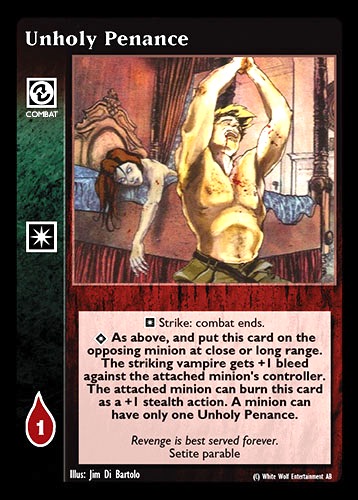 Unholy Penance
COMBAT
Strike: combat ends.
As above, and put this card on the
opposing minion at close or long range.
The striking vampire gets +1 bleed
against the attached minion's controller.
The attached minion can burn this card
as a +1 stealth action. A minion can
have only one Unholy Penance.
Revenge is best served forever.
Setite parable
1
Illus: Jim Di Bartolo
(C) White Wolf Entertainment AB